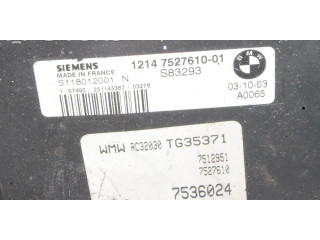 SIEMENS 1214 7527610-01
MADE IN FRANCE S83293
S118012001 N 03-10-03
A0065
WMW RC32030 TG35371
7512951
7527610
7536024